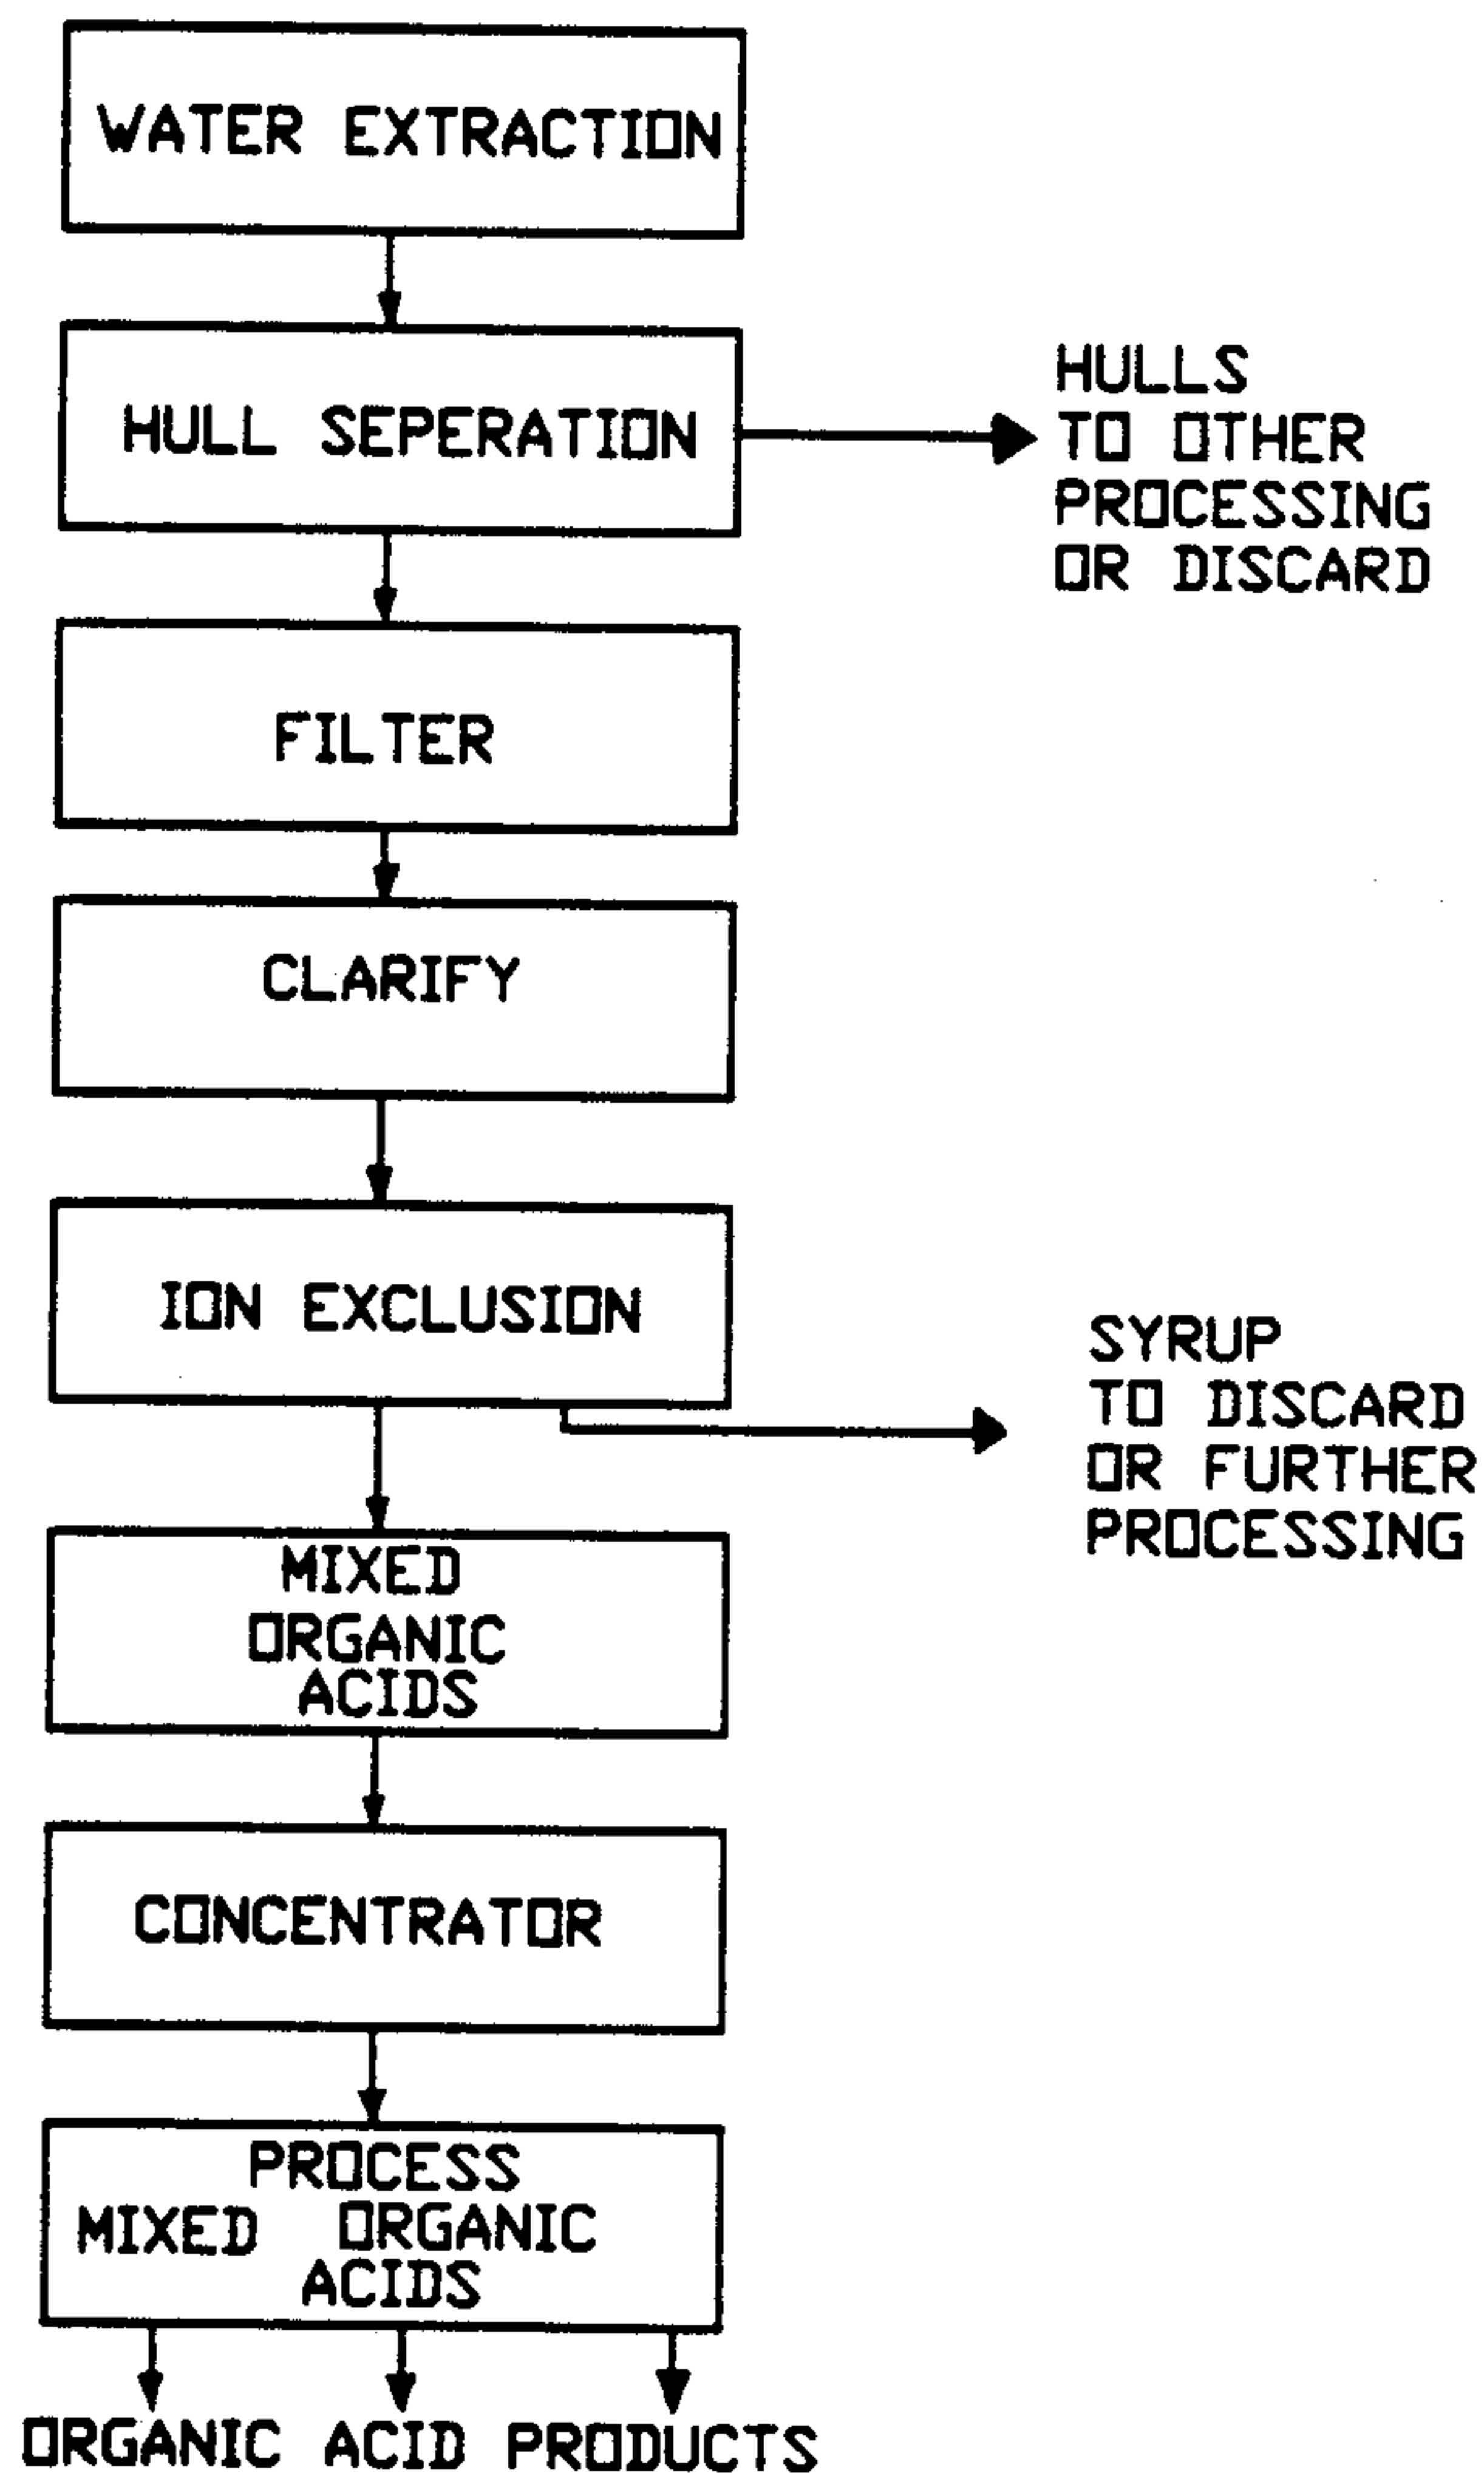 WATER EXTRACTION
HULL SEPERATION
HULLS
TO OTHER
PROCESSING
OR DISCARD
FILTER
CLARIFY
ION EXCLUSION
SYRUP
TO DISCARD
OR FURTHER
PROCESSING
MIXED
ORGANIC
ACIDS
CONCENTRATOR
PROCESS
MIXED ORGANIC
ACIDS
ORGANIC ACID PRODUCTS